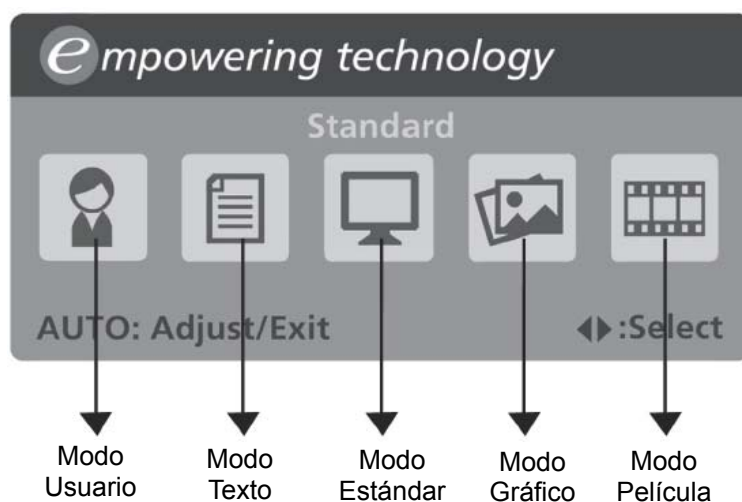 empowering technology
Standard
AUTO: Adjust/Exit
◀▶:Select
Modo Usuario
Modo Texto
Modo Estándar
Modo Gráfico
Modo Película